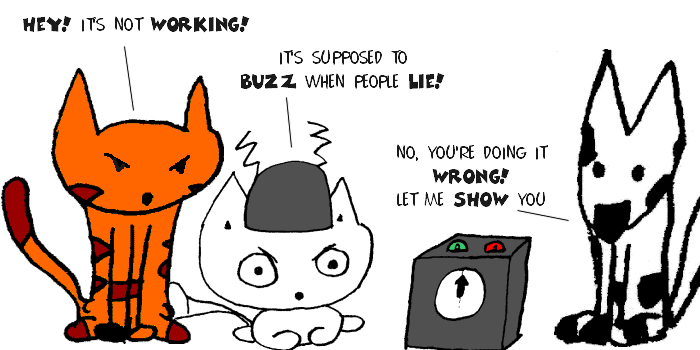 HEY! IT'S NOT WORKING!
IT'S SUPPOSED TO
BUZZ WHEN PEOPLE LIE!
NO, YOU'RE DOING IT
WRONG!
LET ME SHOW YOU